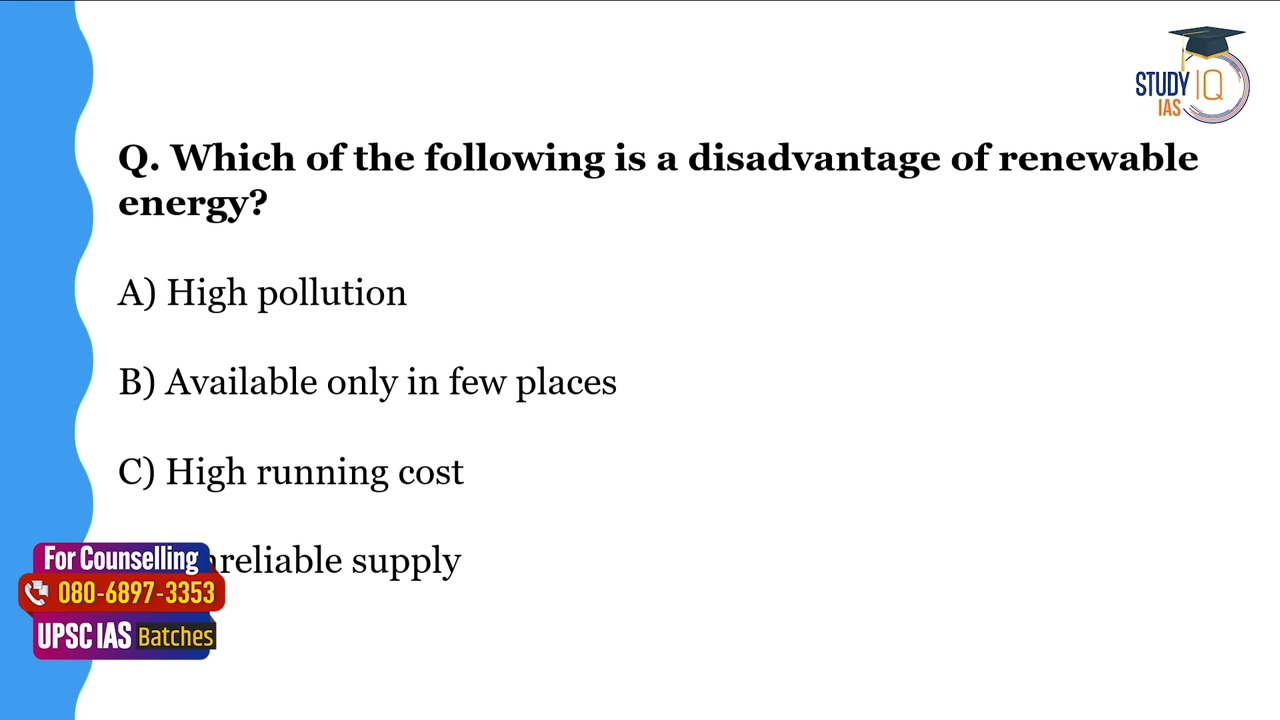 STUDY IQ
IAS
Q. Which of the following is a disadvantage of renewable
energy?
A) High pollution
B) Available only in few places
C) High running cost
supply
For Counselling
080-6897-3353
UPSC IAS Batches